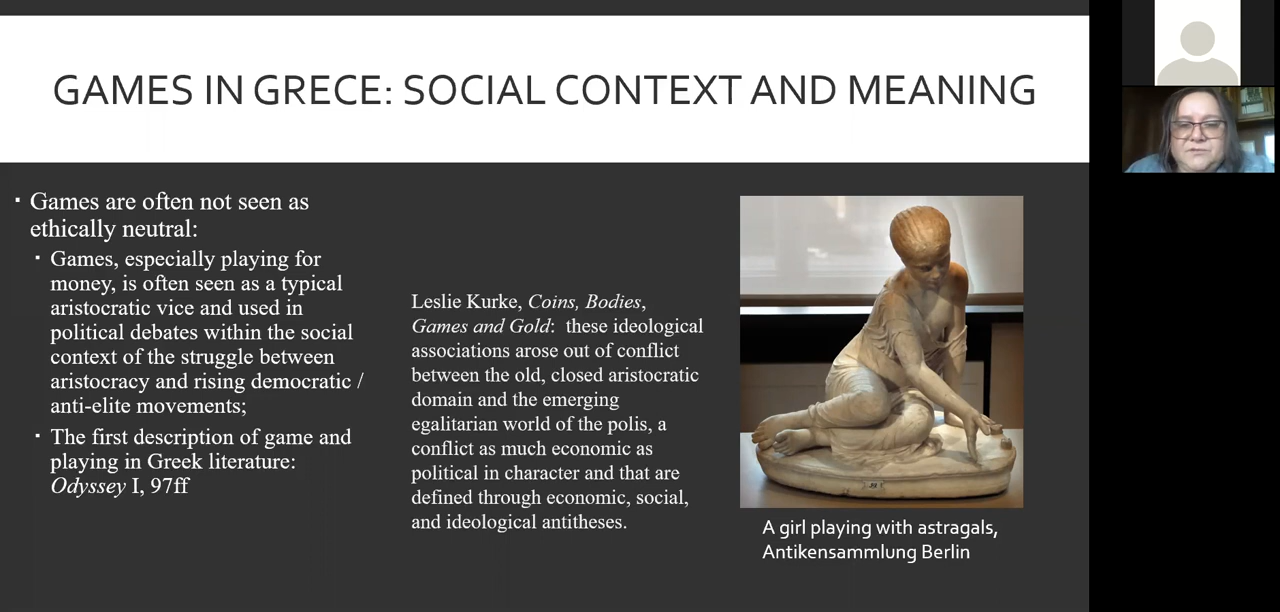 GAMES IN GRECE: SOCIAL CONTEXT AND MEANING
▪ Games are often not seen as
ethically neutral:
▪ Games, especially playing for
money, is often seen as a typical
aristocratic vice and used in
political debates within the social
context of the struggle between
aristocracy and rising democratic /
anti-elite movements;
▪ The first description of game and
playing in Greek literature:
Odyssey I, 97ff
Leslie Kurke, Coins, Bodies,
Games and Gold: these ideological
associations arose out of conflict
between the old, closed aristocratic
domain and the emerging
egalitarian world of the polis, a
conflict as much economic as
political in character and that are
defined through economic, social,
and ideological antitheses.
A girl playing with astragals,
Antikensammlung Berlin